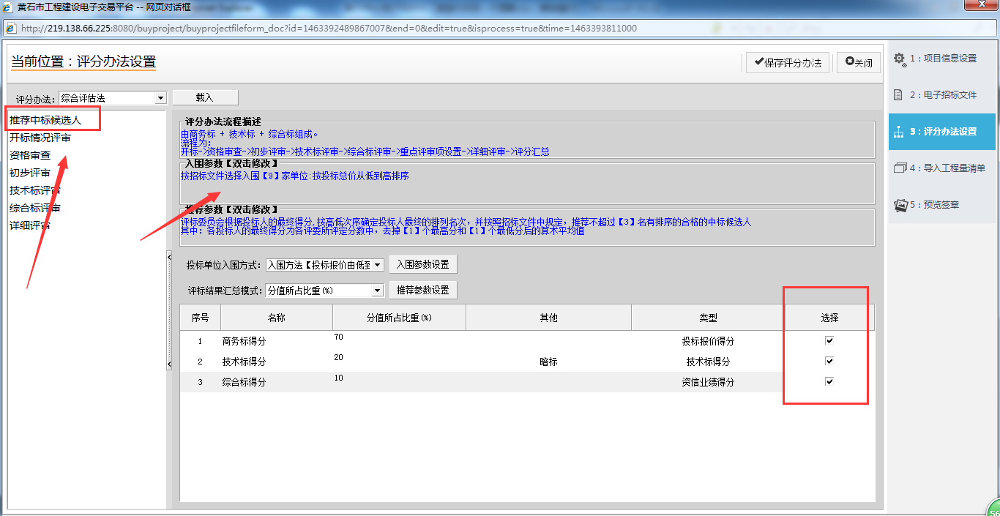 黄石市工程建设电子交易平台 -- 网页对话框
http://219.138.66.225:8080/buyproject/buyprojectfileform_doc?id=1463392489867007&end=0&edit=true&isprocess=true&time=1463393811000
当前位置：评分办法设置
保存评分办法
关闭
1：项目信息设置
2：电子招标文件
3：评分办法设置
4：导入工程量清单
5：预览签章
评分办法: 综合评估法
载入
推荐中标候选人
开标情况评审
资格审查
初步评审
技术标评审
综合标评审
详细评审
评分办法流程描述
由商务标 + 技术标 + 综合标组成。
流程为:
开标->资格审查->初步评审->技术标评审->综合标评审->重点评审项设置->详细评审->评分汇总
入围参数【双击修改】
按招标文件选择入围【9】家单位:按投标总价从低到高排序
推荐参数【双击修改】
评标委员会根据投标人的最终得分,按高低次序确定投标人最终的排列名次，并按照招标文件中规定，推荐不超过【3】名有排序的合格的中标候选人
其中: 各投标人的最终得分为各评委所评定分数中，去掉【1】个最高分和【1】个最低分后的算术平均值
投标单位入围方式: 入围方法【投标报价由低到 入围参数设置
评标结果汇总模式: 分值所占比重(%) 推荐参数设置
序号 名称 分值所占比重(%) 其他 类型 选择
1 商务标得分 70 投标报价得分
2 技术标得分 20 暗标 技术标得分
3 综合标得分 10 资信业绩得分